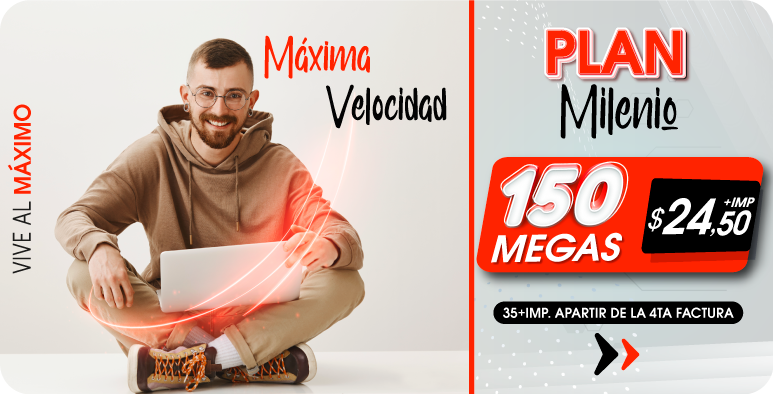 VIVE AL MÁXIMO
Máxima
Velocidad
PLAN
Milenio
150
MEGAS
$24,50
+IMP
35+IMP. APARTIR DE LA 4TA FACTURA